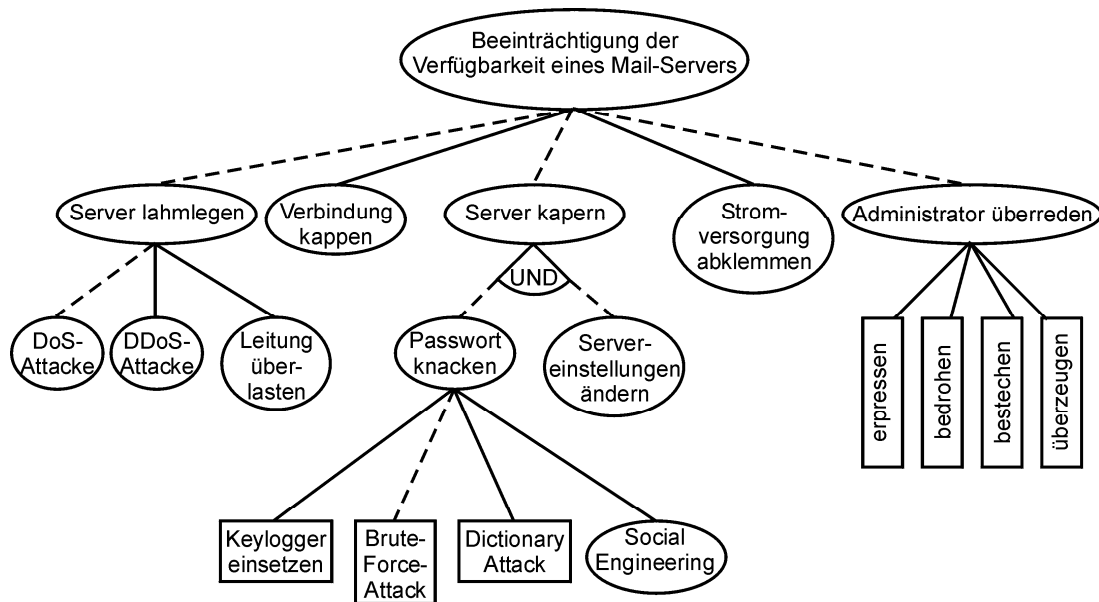 Beeinträchtigung der
Verfügbarkeit eines Mail-Servers
Server lahmlegen
Verbindung
kappen
Server kapern
Strom-
versorgung
abklemmen
Administrator überreden
UND
DoS-
Attacke
DDoS-
Attacke
Leitung
über-
lasten
Passwort
knacken
Server-
einstellungen
ändern
erpressen
bedrohen
bestechen
überzeugen
Keylogger
einsetzen
Brute-
Force-
Attack
Dictionary
Attack
Social
Engineering